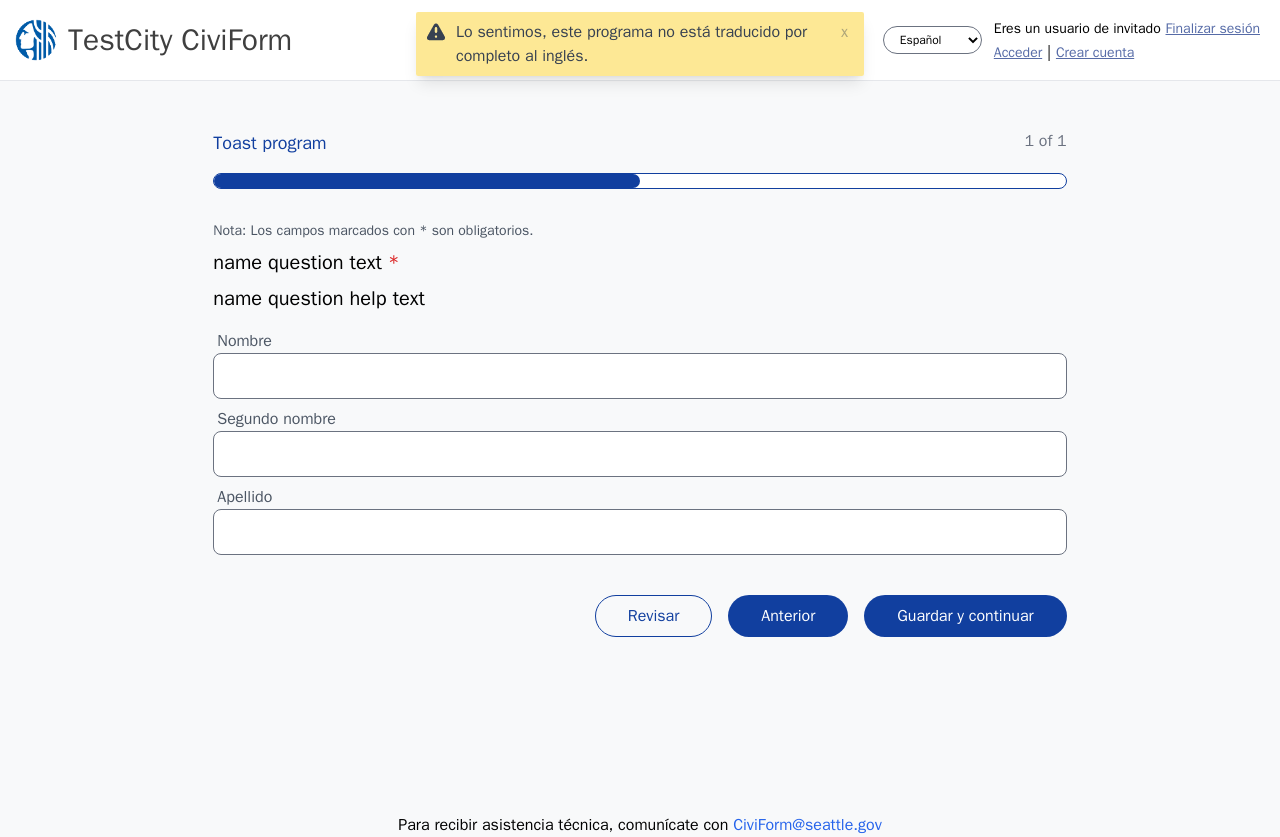 TestCity CiviForm
Lo sentimos, este programa no está traducido por
completo al inglés.
x
Español
Eres un usuario de invitado Finalizar sesión
Acceder | Crear cuenta
Toast program
1 of 1
Nota: Los campos marcados con * son obligatorios.
name question text *
name question help text
Nombre
Segundo nombre
Apellido
Revisar
Anterior
Guardar y continuar
Para recibir asistencia técnica, comunícate con CiviForm@seattle.gov